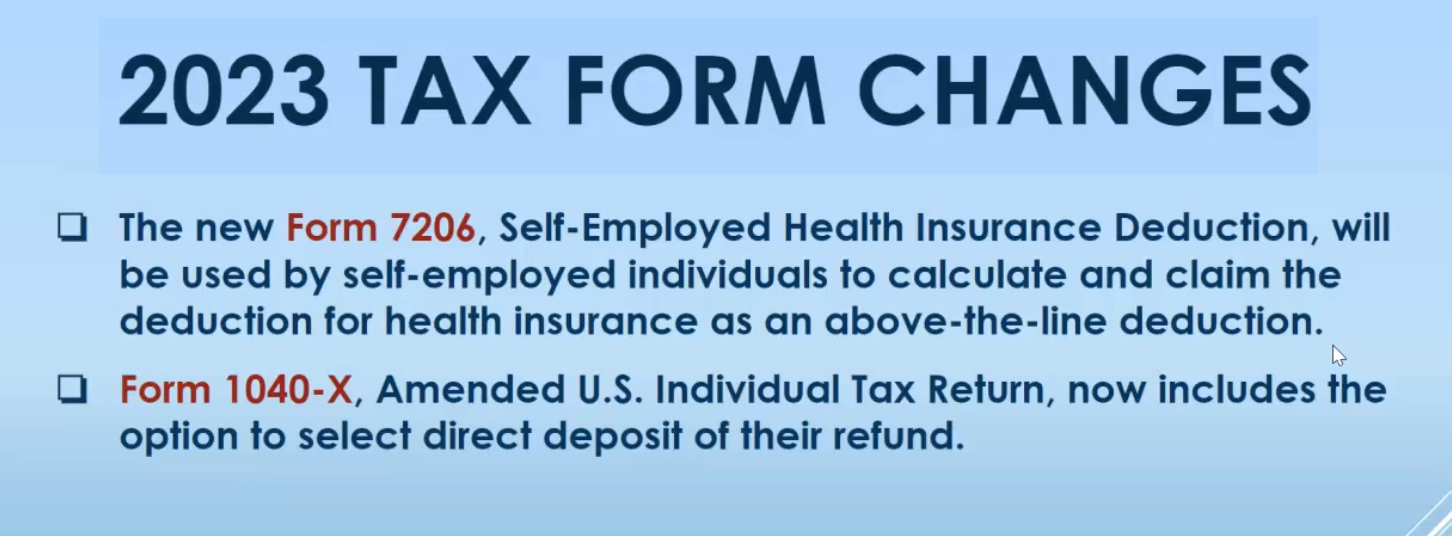 2023 TAX FORM CHANGES
The new Form 7206, Self-Employed Health Insurance Deduction, will
be used by self-employed individuals to calculate and claim the
deduction for health insurance as an above-the-line deduction.
Form 1040-X, Amended U.S. Individual Tax Return, now includes the
option to select direct deposit of their refund.